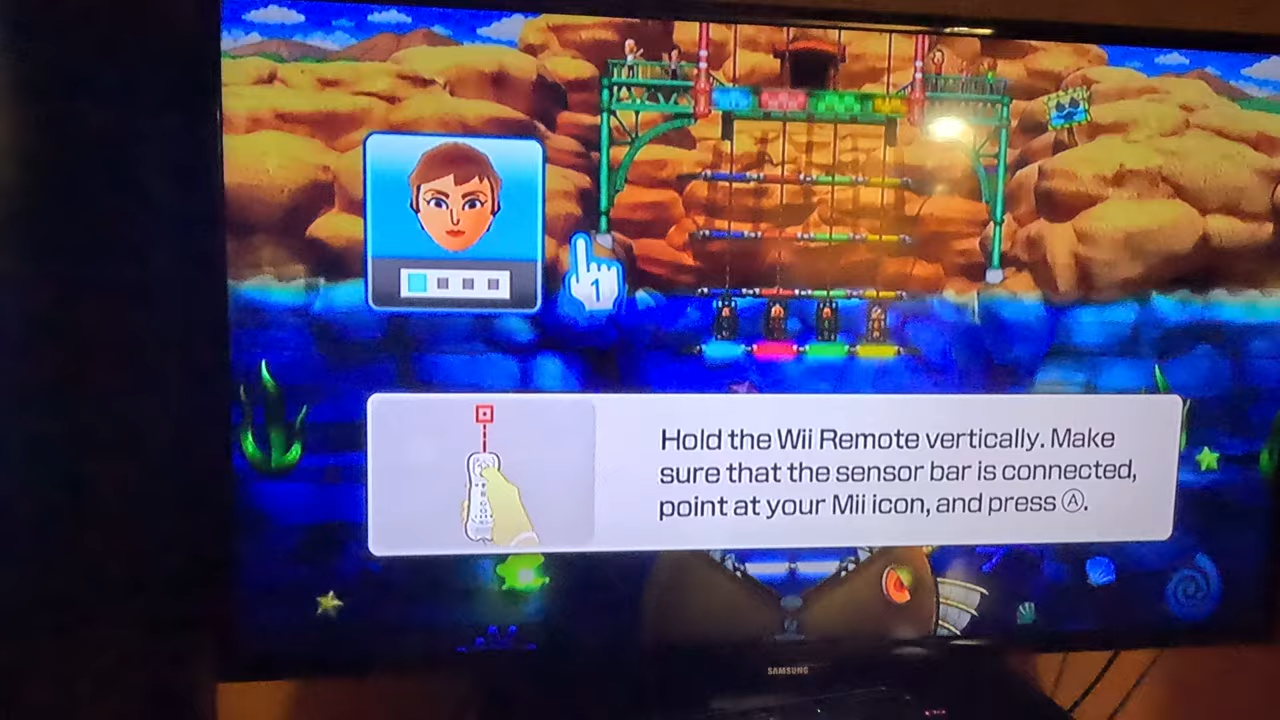 1
Hold the Wii Remote vertically. Make
sure that the sensor bar is connected,
point at your Mii icon, and press Ⓐ.
SAMSUNG